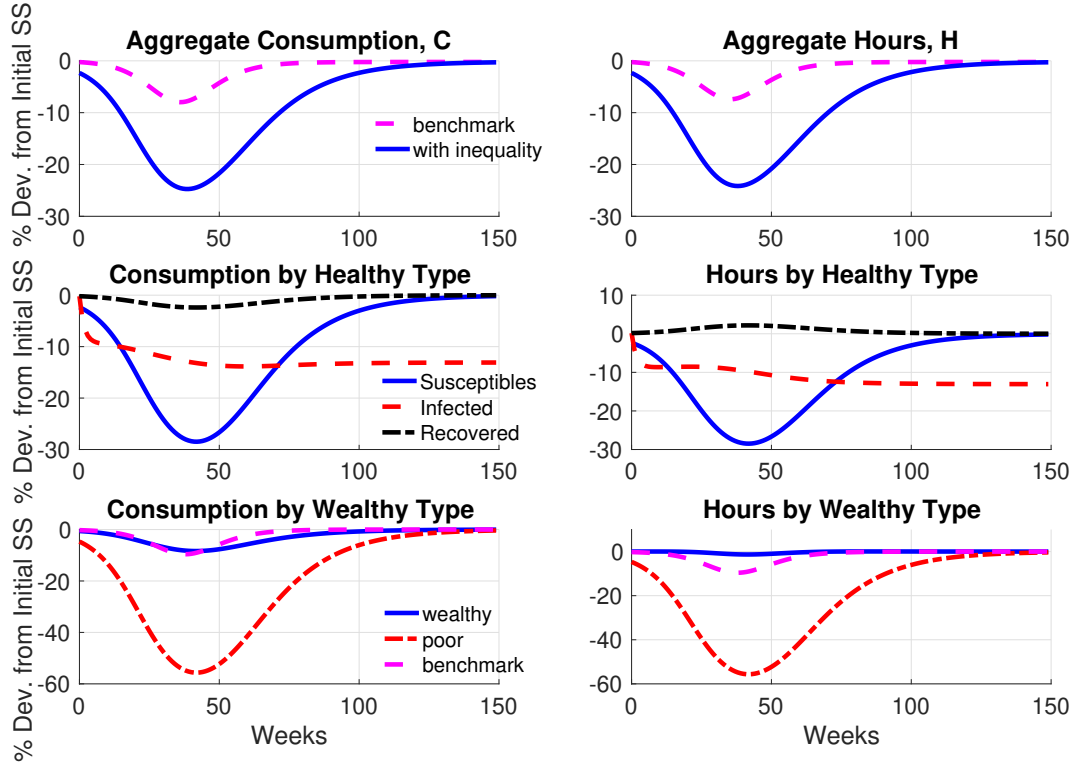 Aggregate Consumption, C
% Dev. from Initial SS
0
-10
-20
-30
0
50
100
150
benchmark
with inequality
Aggregate Hours, H
0
-10
-20
-30
0
50
100
150
Consumption by Healthy Type
% Dev. from Initial SS
0
-10
-20
-30
0
50
100
150
Susceptibles
Infected
Recovered
Hours by Healthy Type
10
0
-10
-20
-30
0
50
100
150
Consumption by Wealthy Type
% Dev. from Initial SS
0
-20
-40
-60
0
50
100
150
wealthy
poor
benchmark
Weeks
Hours by Wealthy Type
0
-20
-40
-60
0
50
100
150
Weeks